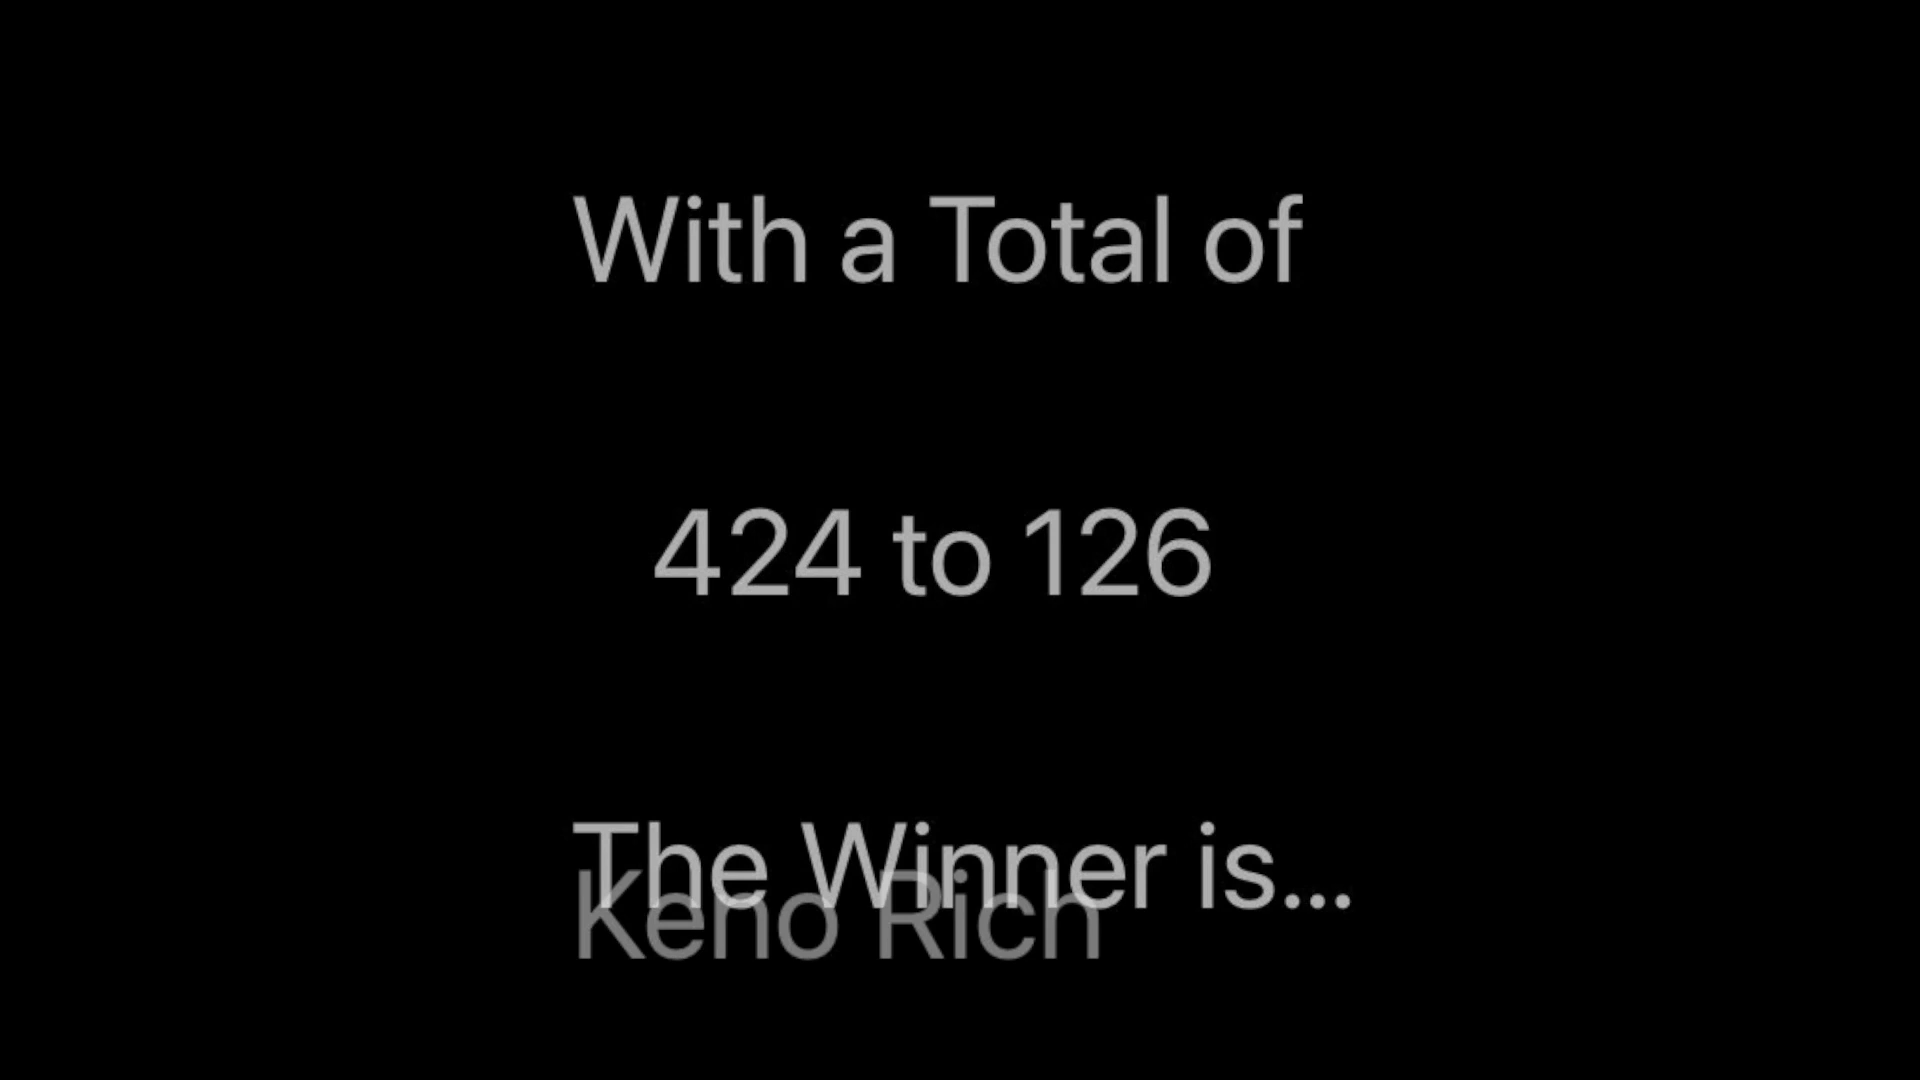 With a Total of
424 to 126
The Winner is...
Keno Rich